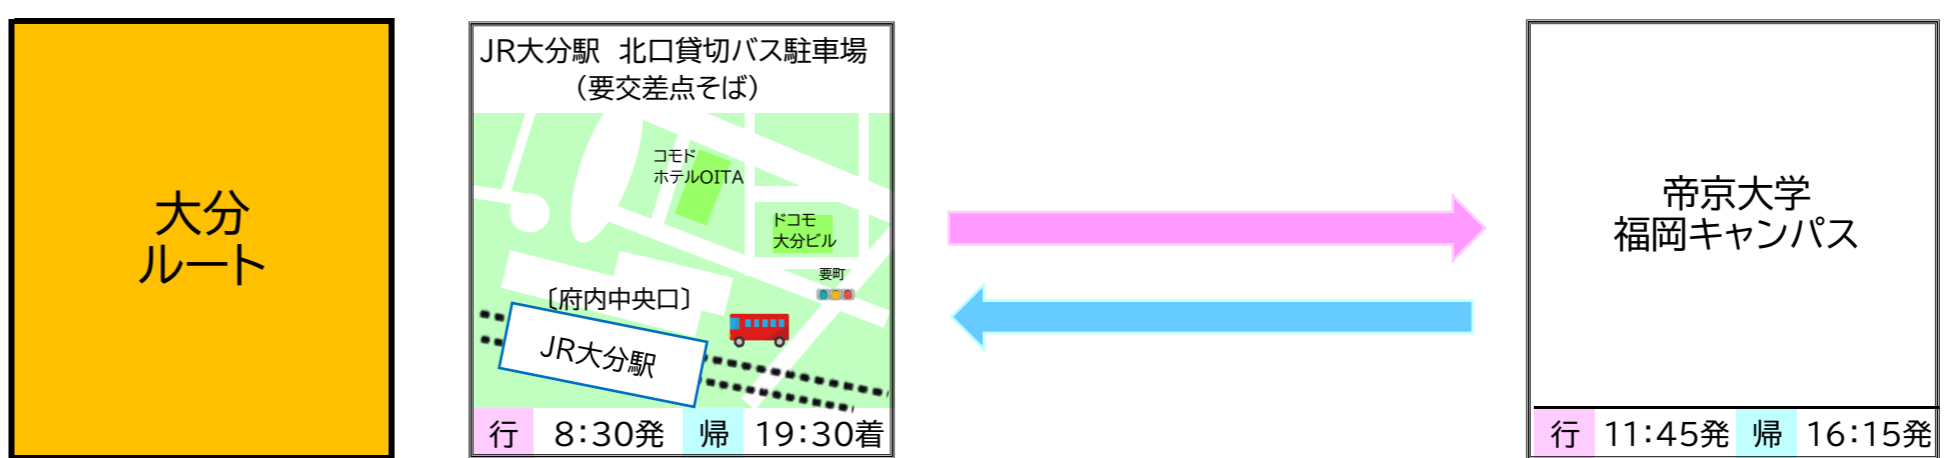 大分
ルート
JR大分駅 北口貸切バス駐車場
(要交差点そば)
コモド
ホテルOITA
ドコモ
大分ビル
要町
〔府内中央口〕
JR大分駅
行 8:30発 帰 19:30着
帝京大学
福岡キャンパス
行 11:45発 帰 16:15発